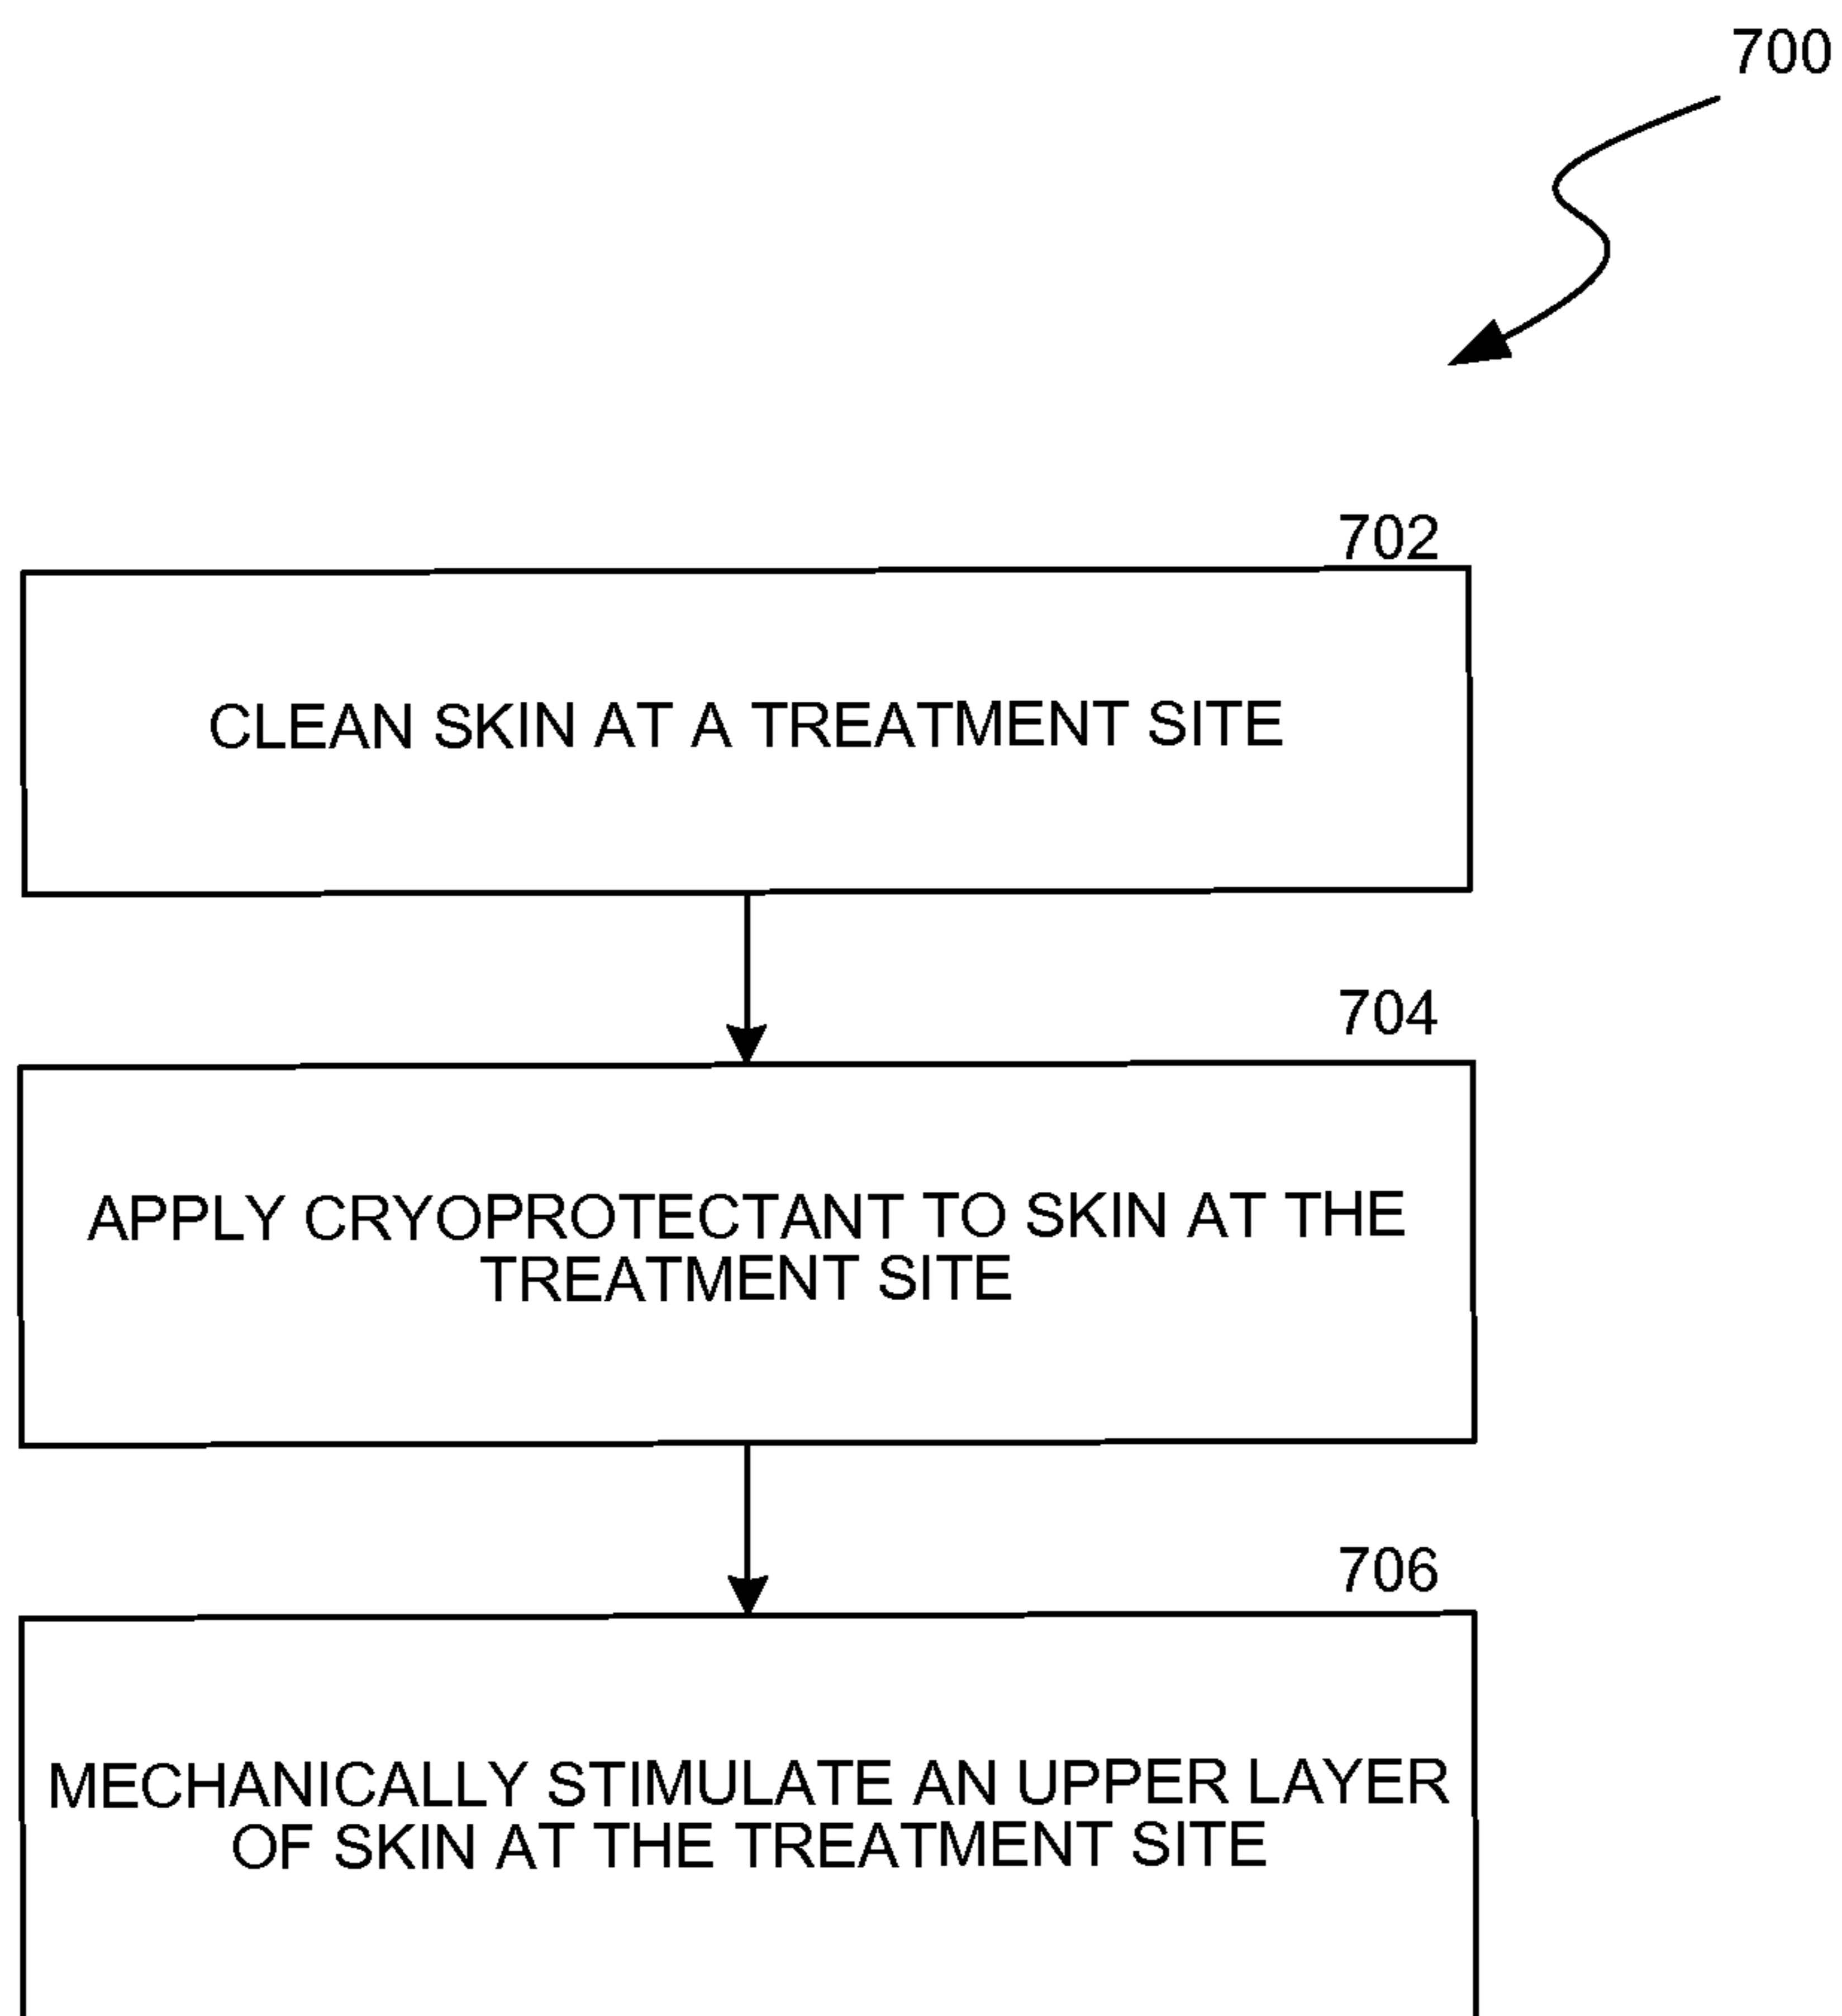 700
702
CLEAN SKIN AT A TREATMENT SITE
704
APPLY CRYOPROTECTANT TO SKIN AT THE
TREATMENT SITE
706
MECHANICALLY STIMULATE AN UPPER LAYER
OF SKIN AT THE TREATMENT SITE